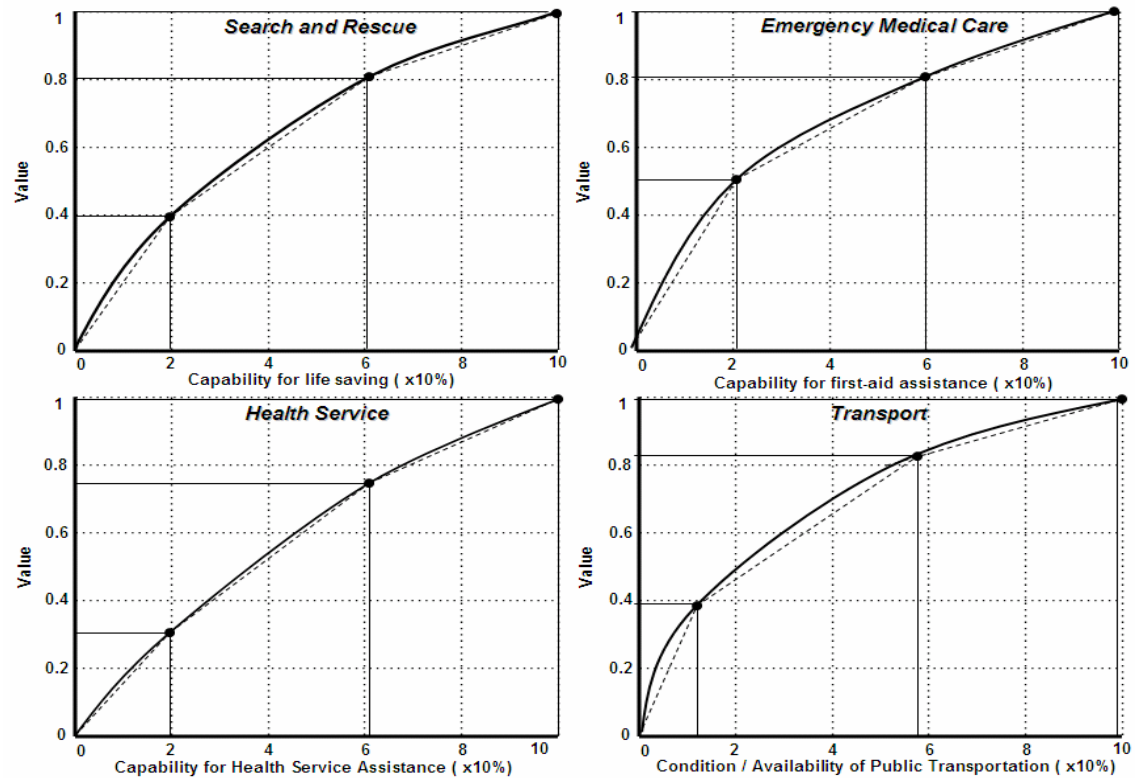 Search and Rescue
1
0.8
0.6
0.4
0.2
0
Value
0 2 4 6 8 10
Capability for life saving ( x10%)
Emergency Medical Care
1
0.8
0.6
0.4
0.2
0
Value
0 2 4 6 8 10
Capability for first-aid assistance ( x10%)
Health Service
1
0.8
0.6
0.4
0.2
0
Value
0 2 4 6 8 10
Capability for Health Service Assistance ( x10%)
Transport
1
0.8
0.6
0.4
0.2
0
Value
0 2 4 6 8 10
Condition / Availability of Public Transportation ( x10%)